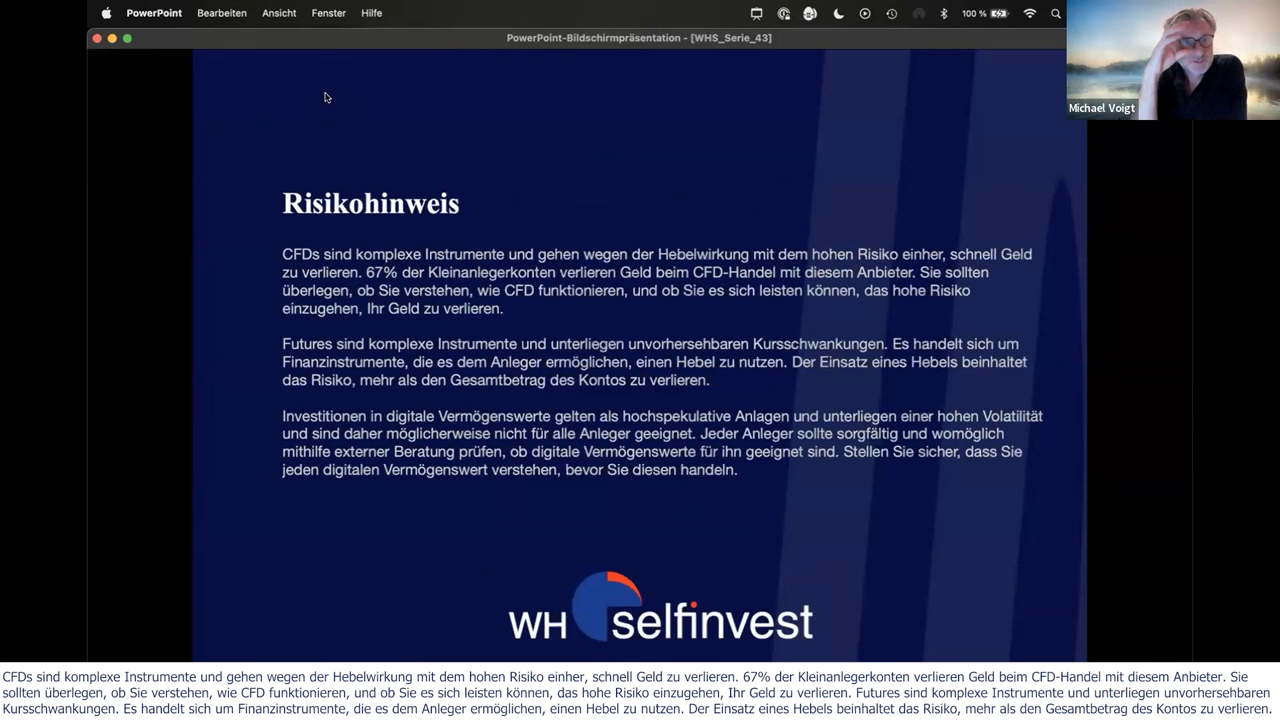 PowerPoint Bearbeiten Ansicht Fenster Hilfe 100 %
PowerPoint-Bildschirmpräsentation - [WHS_Serie_43]
Michael Voigt
Risikohinweis
CFDs sind komplexe Instrumente und gehen wegen der Hebelwirkung mit dem hohen Risiko einher, schnell Geld
zu verlieren. 67% der Kleinanlegerkonten verlieren Geld beim CFD-Handel mit diesem Anbieter. Sie sollten
überlegen, ob Sie verstehen, wie CFD funktionieren, und ob Sie es sich leisten können, das hohe Risiko
einzugehen, Ihr Geld zu verlieren.
Futures sind komplexe Instrumente und unterliegen unvorhersehbaren Kursschwankungen. Es handelt sich um
Finanzinstrumente, die es dem Anleger ermöglichen, einen Hebel zu nutzen. Der Einsatz eines Hebels beinhaltet
das Risiko, mehr als den Gesamtbetrag des Kontos zu verlieren.
Investitionen in digitale Vermögenswerte gelten als hochspekulative Anlagen und unterliegen einer hohen Volatilität
und sind daher möglicherweise nicht für alle Anleger geeignet. Jeder Anleger sollte sorgfältig und womöglich
mithilfe externer Beratung prüfen, ob digitale Vermögenswerte für ihn geeignet sind. Stellen Sie sicher, dass Sie
jeden digitalen Vermögenswert verstehen, bevor Sie diesen handeln.
WH selfinvest
CFDs sind komplexe Instrumente und gehen wegen der Hebelwirkung mit dem hohen Risiko einher, schnell Geld zu verlieren. 67% der Kleinanlegerkonten verlieren Geld beim CFD-Handel mit diesem Anbieter. Sie
sollten überlegen, ob Sie verstehen, wie CFD funktionieren, und ob Sie es sich leisten können, das hohe Risiko einzugehen, Ihr Geld zu verlieren. Futures sind komplexe Instrumente und unterliegen unvorhersehbaren
Kursschwankungen. Es handelt sich um Finanzinstrumente, die es dem Anleger ermöglichen, einen Hebel zu nutzen. Der Einsatz eines Hebels beinhaltet das Risiko, mehr als den Gesamtbetrag des Kontos zu verlieren.